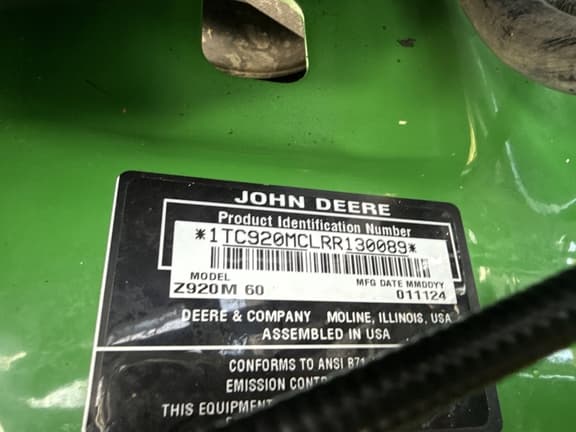 JOHN DEERE
Product Identification Number
*1TC920MCLRR130089*
MODEL MFG DATE MMDDYY
Z920M 60 011124
DEERE & COMPANY MOLINE, ILLINOIS, USA
ASSEMBLED IN USA
CONFORMS TO ANSI B71
EMISSION
THIS EQUIPMENT